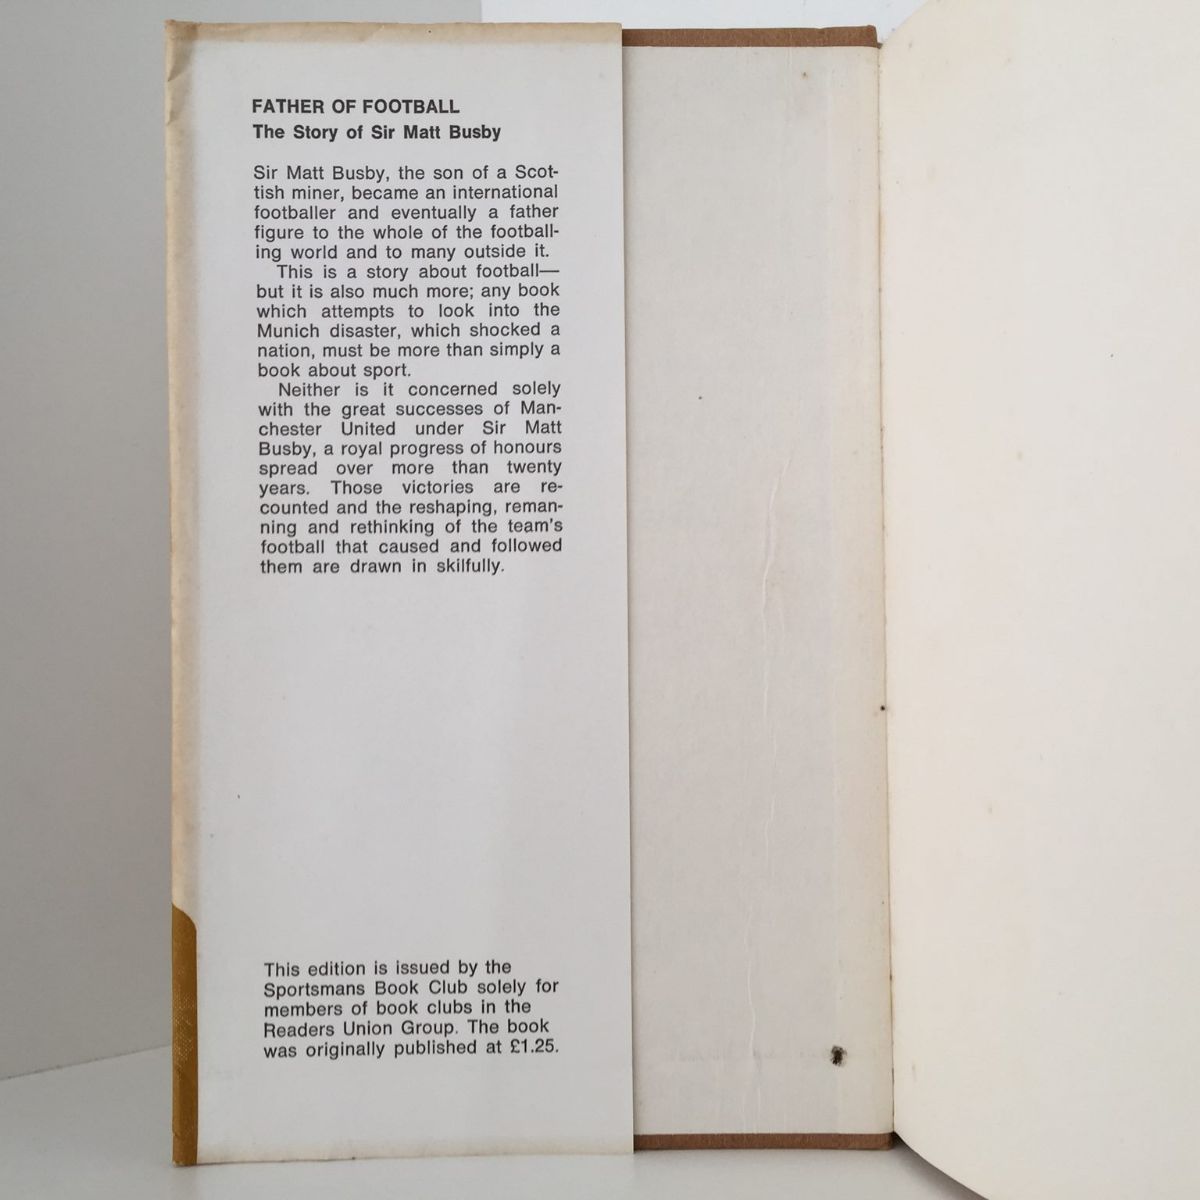 FATHER OF FOOTBALL
The Story of Sir Matt Busby
Sir Matt Busby, the son of a Scot-
tish miner, became an international
footballer and eventually a father
figure to the whole of the football-
ing world and to many outside it.
This is a story about football—
but it is also much more; any book
which attempts to look into the
Munich disaster, which shocked a
nation, must be more than simply a
book about sport.
Neither is it concerned solely
with the great successes of Man-
chester United under Sir Matt
Busby, a royal progress of honours
spread over more than twenty
years. Those victories are re-
counted and the reshaping, reman-
ning and rethinking of the team's
football that caused and followed
them are drawn in skilfully.
This edition is issued by the
Sportsmans Book Club solely for
members of book clubs in the
Readers Union Group. The book
was originally published at £1.25.